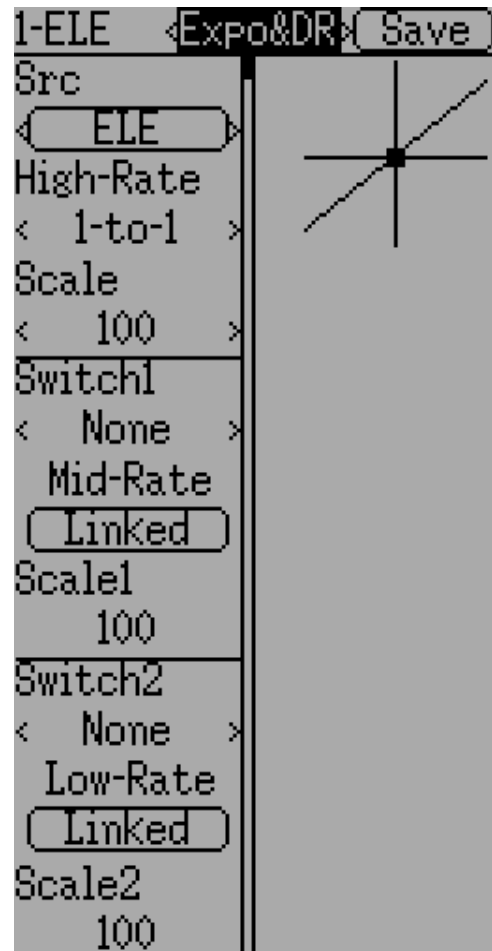 1-ELE Expo&DR Save
Src
ELE
High-Rate
< 1-to-1 >
Scale
< 100 >
Switch1
< None >
Mid-Rate
Linked
Scale1
100
Switch2
< None >
Low-Rate
Linked
Scale2
100